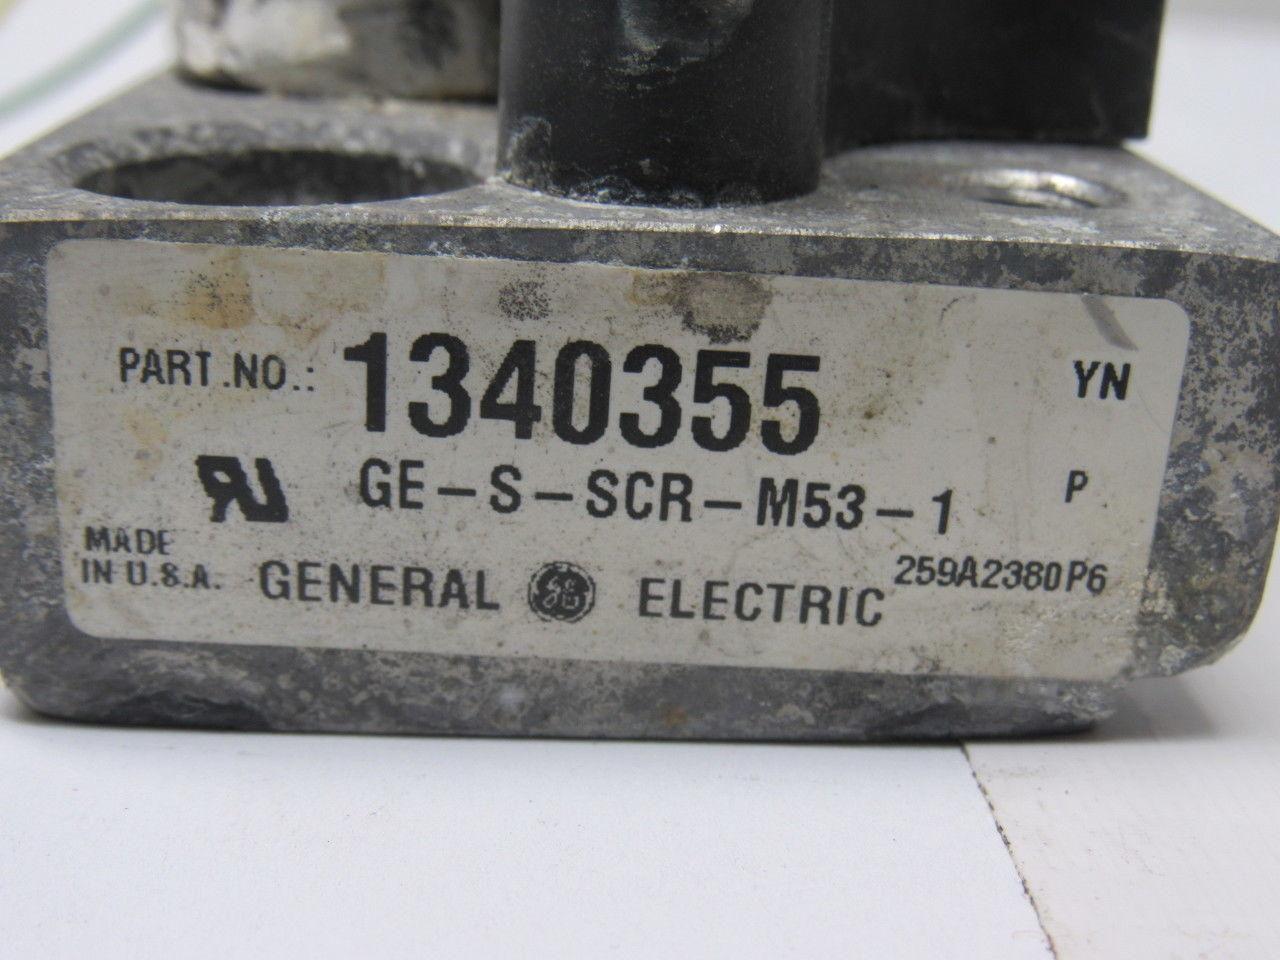 PART.NO.: 1340355 YN
GE-S-SCR-M53-1 P
MADE
IN U.S.A. GENERAL GE ELECTRIC 259A2380P6